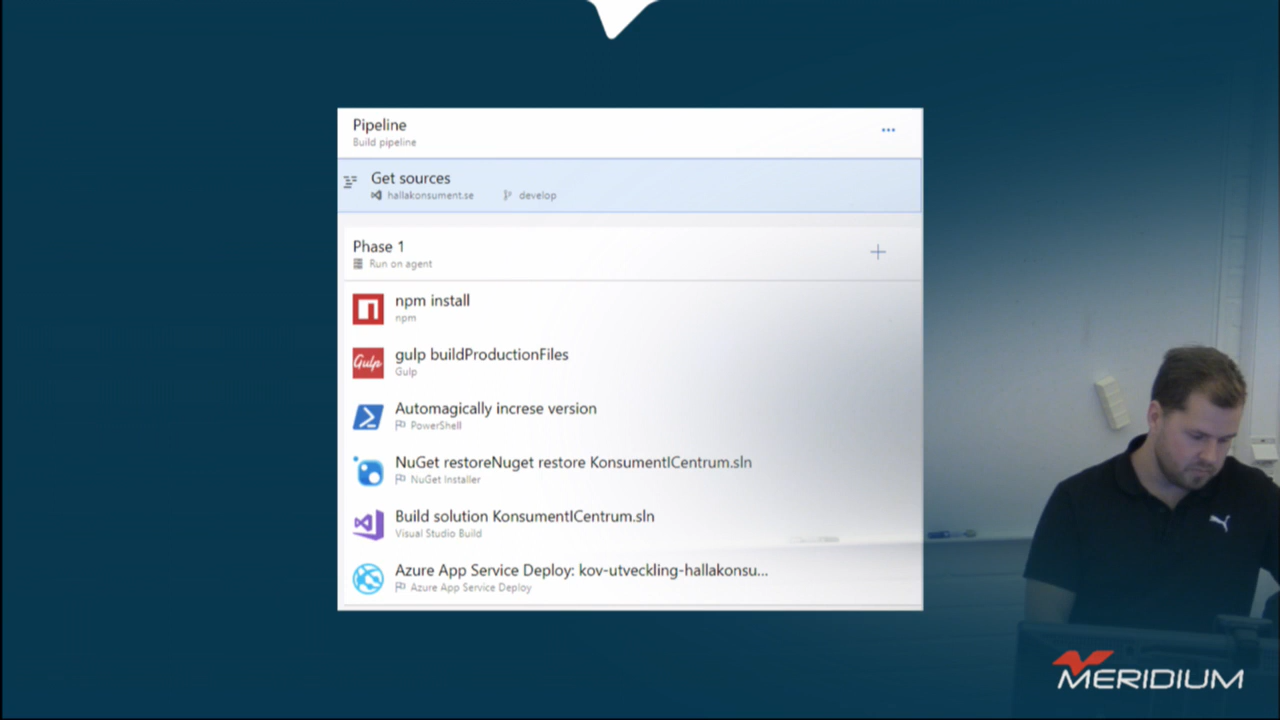 Pipeline
Build pipeline
Get sources
hallakonsument.se develop
Phase 1
Run on agent
npm install
npm
Gulp
gulp buildProductionFiles
Gulp
Automagically increse version
PowerShell
NuGet restoreNuget restore KonsumentICentrum.sln
NuGet Installer
Build solution KonsumentICentrum.sln
Visual Studio Build
Azure App Service Deploy: kov-utveckling-hallakonsu...
Azure App Service Deploy
MERIDIUM